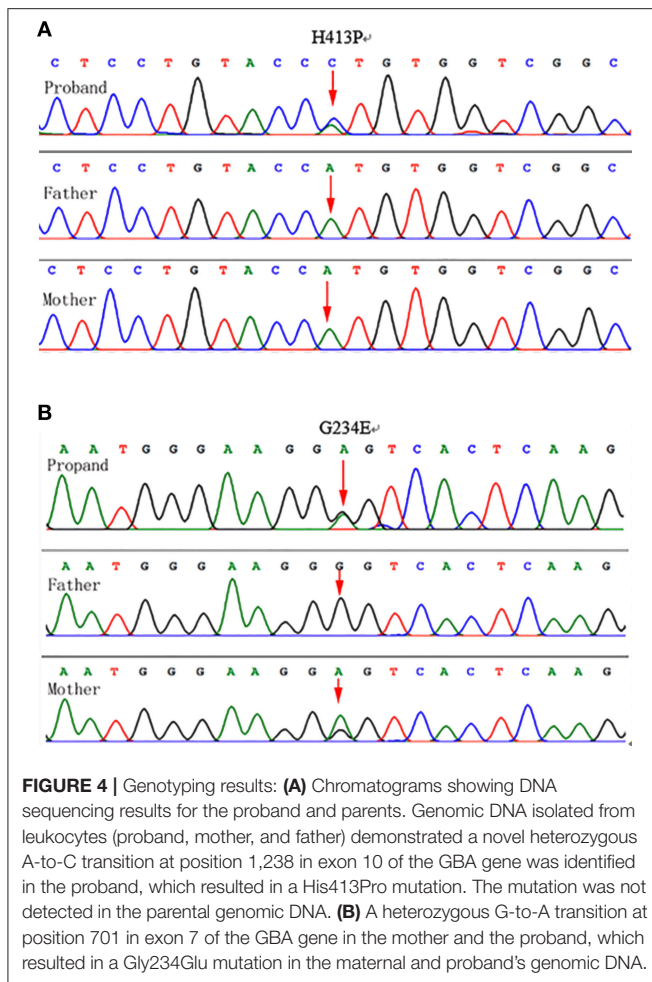 A
H413P↵
C T C C T G T A C C C T G T G G T C G G C
Proband
C T C C T G T A C C A T G T G G T C G G C
Father
C T C C T G T A C C A T G T G G T C G G C
Mother
B
G234E↵
A A T G G G A A G G A G T C A C T C A A G
Propand
A A T G G G A A G G G G T C A C T C A A G
Father
A A T G G G A A G G A G T C A C T C A A G
Mother
FIGURE 4 | Genotyping results: (A) Chromatograms showing DNA
sequencing results for the proband and parents. Genomic DNA isolated from
leukocytes (proband, mother, and father) demonstrated a novel heterozygous
A-to-C transition at position 1,238 in exon 10 of the GBA gene was identified
in the proband, which resulted in a His413Pro mutation. The mutation was not
detected in the parental genomic DNA. (B) A heterozygous G-to-A transition at
position 701 in exon 7 of the GBA gene in the mother and the proband, which
resulted in a Gly234Glu mutation in the maternal and proband's genomic DNA.